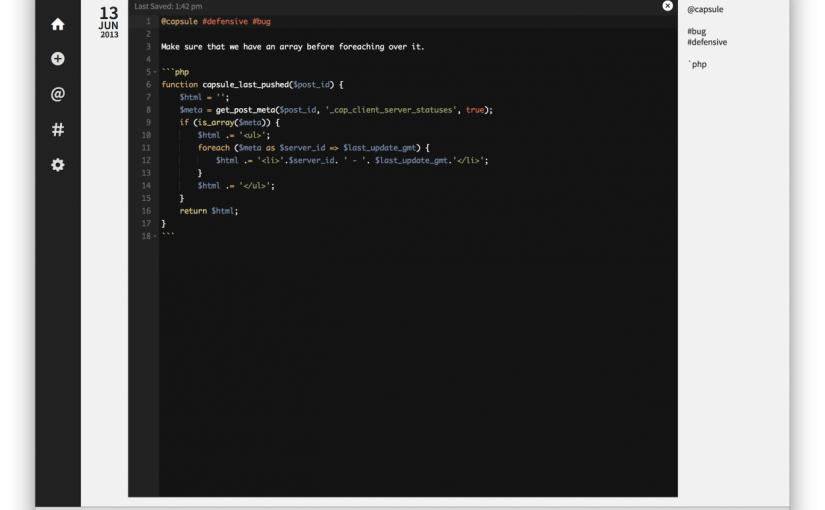 13
JUN
2013
Last Saved: 1:42 pm
1 @capsule #defensive #bug
2
3 Make sure that we have an array before foreaching over it.
4
5 ```php
6 function capsule_last_pushed($post_id) {
7 $html = '';
8 $meta = get_post_meta($post_id, '_cap_client_server_statuses', true);
9 if (is_array($meta)) {
10 $html .= '<ul>';
11 foreach ($meta as $server_id => $last_update_gmt) {
12 $html .= '<li>'.$server_id. ' - '. $last_update_gmt.'</li>';
13 }
14 $html .= '</ul>';
15 }
16 return $html;
17 }
18 ```
@capsule
#bug
#defensive
`php
@
#